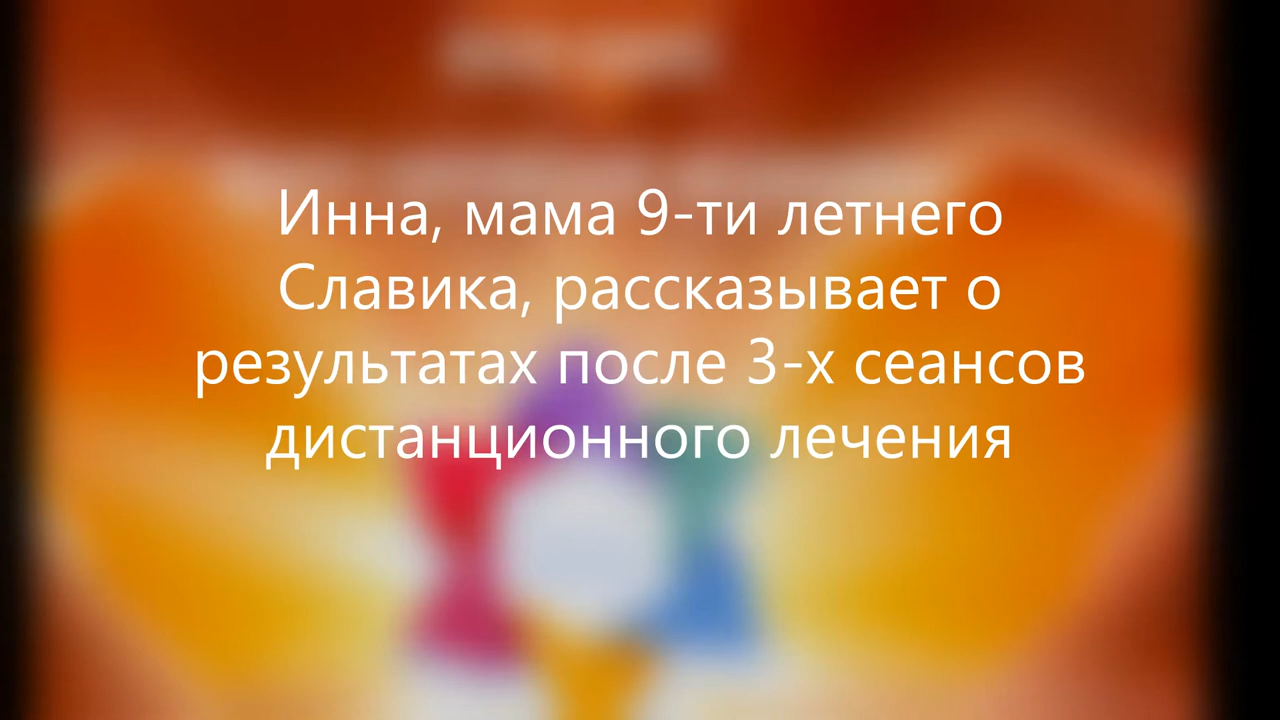 Инна, мама 9-ти летнего
Славика, рассказывает о
результатах после 3-х сеансов
дистанционного лечения